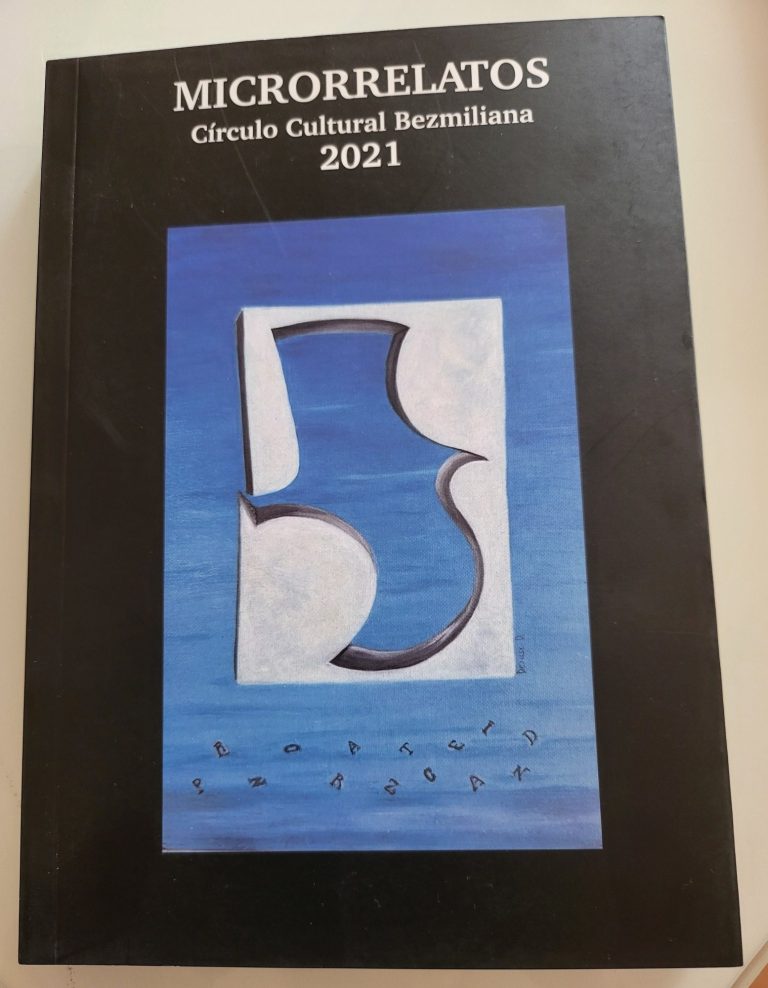 MICRORRELATOS
Círculo Cultural Bezmiliana
2021